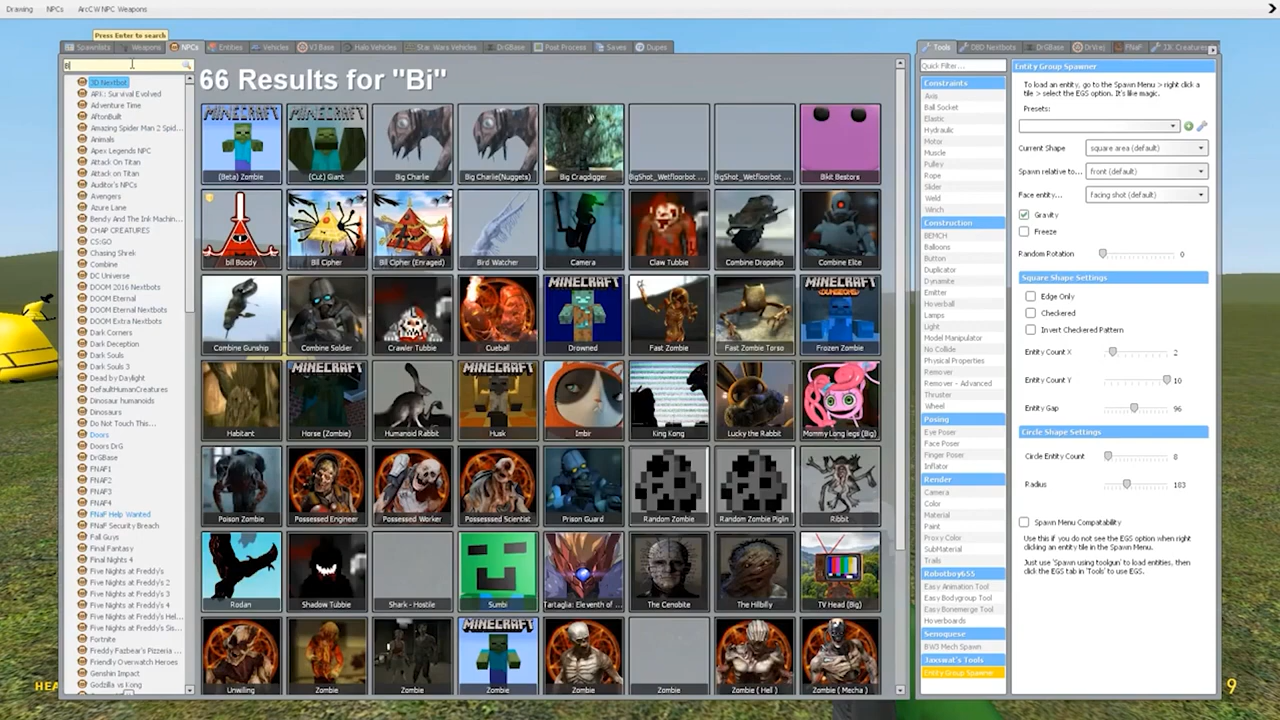 Drawing NPCs ArcCW NPC Weapons
Press Enter to search
Spawnlists Weapons NPCs Entities Vehicles VJ Base Halo Vehicles Star Wars Vehicles DrGBase Post Process Saves Dupes
66 Results for "Bi"
3D Nextbot
ARK: Survival Evolved
Adventure Time
AftonBuilt
Amazing Spider Man 2 Spid...
Animals
Apex Legends NPC
Attack On Titan
Attack on Titan
Auditor's NPCs
Avengers
Azure Lane
Bendy And The Ink Machin...
CHAP CREATURES
CS:GO
Chasing Shrek
Combine
DC Universe
DOOM 2016 Nextbots
DOOM Eternal
DOOM Eternal Nextbots
DOOM Extra Nextbots
Dark Corners
Dark Deception
Dark Souls
Dark Souls 3
Dead by Daylight
DefaultHumanCreatures
Dinosaur humanoids
Dinosaurs
Do Not Touch This...
Doors
Doors DrG
DrGBase
FNAF1
FNAF2
FNAF3
FNAF4
FNaF Help Wanted
FNaF Security Breach
Fall Guys
Final Fantasy
Final Nights 4
Five Nights at Freddy's
Five Nights at Freddy's 2
Five Nights at Freddy's 3
Five Nights at Freddy's 4
Five Nights at Freddy's Hel...
Five Nights at Freddy's Sis...
Fortnite
Freddy Fazbear's Pizzeria ...
Friendly Overwatch Heroes
Genshin Impact
Godzilla vs Kong
MINECRAFT MINECRAFT
(Beta) Zombie (Cut) Giant Big Charlie Big Charlie(Nuggets) Big Cragdigger BigShot_Wetfloorbot ... BigShot_Wetfloorbot ... Bikit Bestors
bill Boody Bill Cipher Bill Cipher (Enraged) Bird Watcher Camera Claw Tubbie Combine Dropship Combine Elite
MINECRAFT MINECRAFT DUNGEONS
Combine Gunship Combine Soldier Crawler Tubbie Cueball Drowned Fast Zombie Fast Zombie Torso Frozen Zombie
MINECRAFT MINECRAFT
Habitant Horse (Zombie) Humanoid Rabbit Husk Imbir King Kong Lucky the Rabbit Mommy Long legs (Big)
Poison Zombie Possessed Engineer Possessed Worker Possesssed Scientist Prison Guard Random Zombie Random Zombie Piglin Ribbit
Rodan Shadow Tubbie Shark - Hostile Sumbi Tartaglia: Eleventh of ... The Cenobite The Hillbilly TV Head (Big)
MINECRAFT
Unwilling Zombie Zombie Zombie Zombie Zombie Zombie ( Hell ) Zombie ( Mecha )
Tools DBD Nextbots DrGBase DrVrej FNaF JJK Creatures
Quick Filter...
Constraints
Axis
Ball Socket
Elastic
Hydraulic
Motor
Muscle
Pulley
Rope
Slider
Weld
Winch
Construction
BEMCH
Balloons
Button
Duplicator
Dynamite
Emitter
Hoverball
Lamps
Light
Model Manipulator
No Collide
Physical Properties
Remover
Remover - Advanced
Thruster
Wheel
Posing
Eye Poser
Face Poser
Finger Poser
Inflator
Render
Camera
Color
Material
Paint
Proxy Color
SubMaterial
Trails
Robotboy655
Easy Animation Tool
Easy Bodygroup Tool
Easy Bonemerge Tool
Hoverboards
Senoquese
BW3 Mech Spawn
Jaxswat's Tools
Entity Group Spawner
Entity Group Spawner
To load an entity, go to the Spawn Menu > right click a
tile > select the EGS option. It's like magic.
Presets:
Current Shape square area (default)
Spawn relative to... front (default)
Face entity... facing shot (default)
Gravity
Freeze
Random Rotation 0
Square Shape Settings
Edge Only
Checkered
Invert Checkered Pattern
Entity Count X 2
Entity Count Y 10
Entity Gap 96
Circle Shape Settings
Circle Entity Count 8
Radius 183
Spawn Menu Compatability
Use this if you do not see the EGS option when right
clicking an entity tile in the Spawn Menu.
Just use 'Spawn using toolgun' to load entities, then
click the EGS tab in 'Tools' to use EGS.
HEA
9